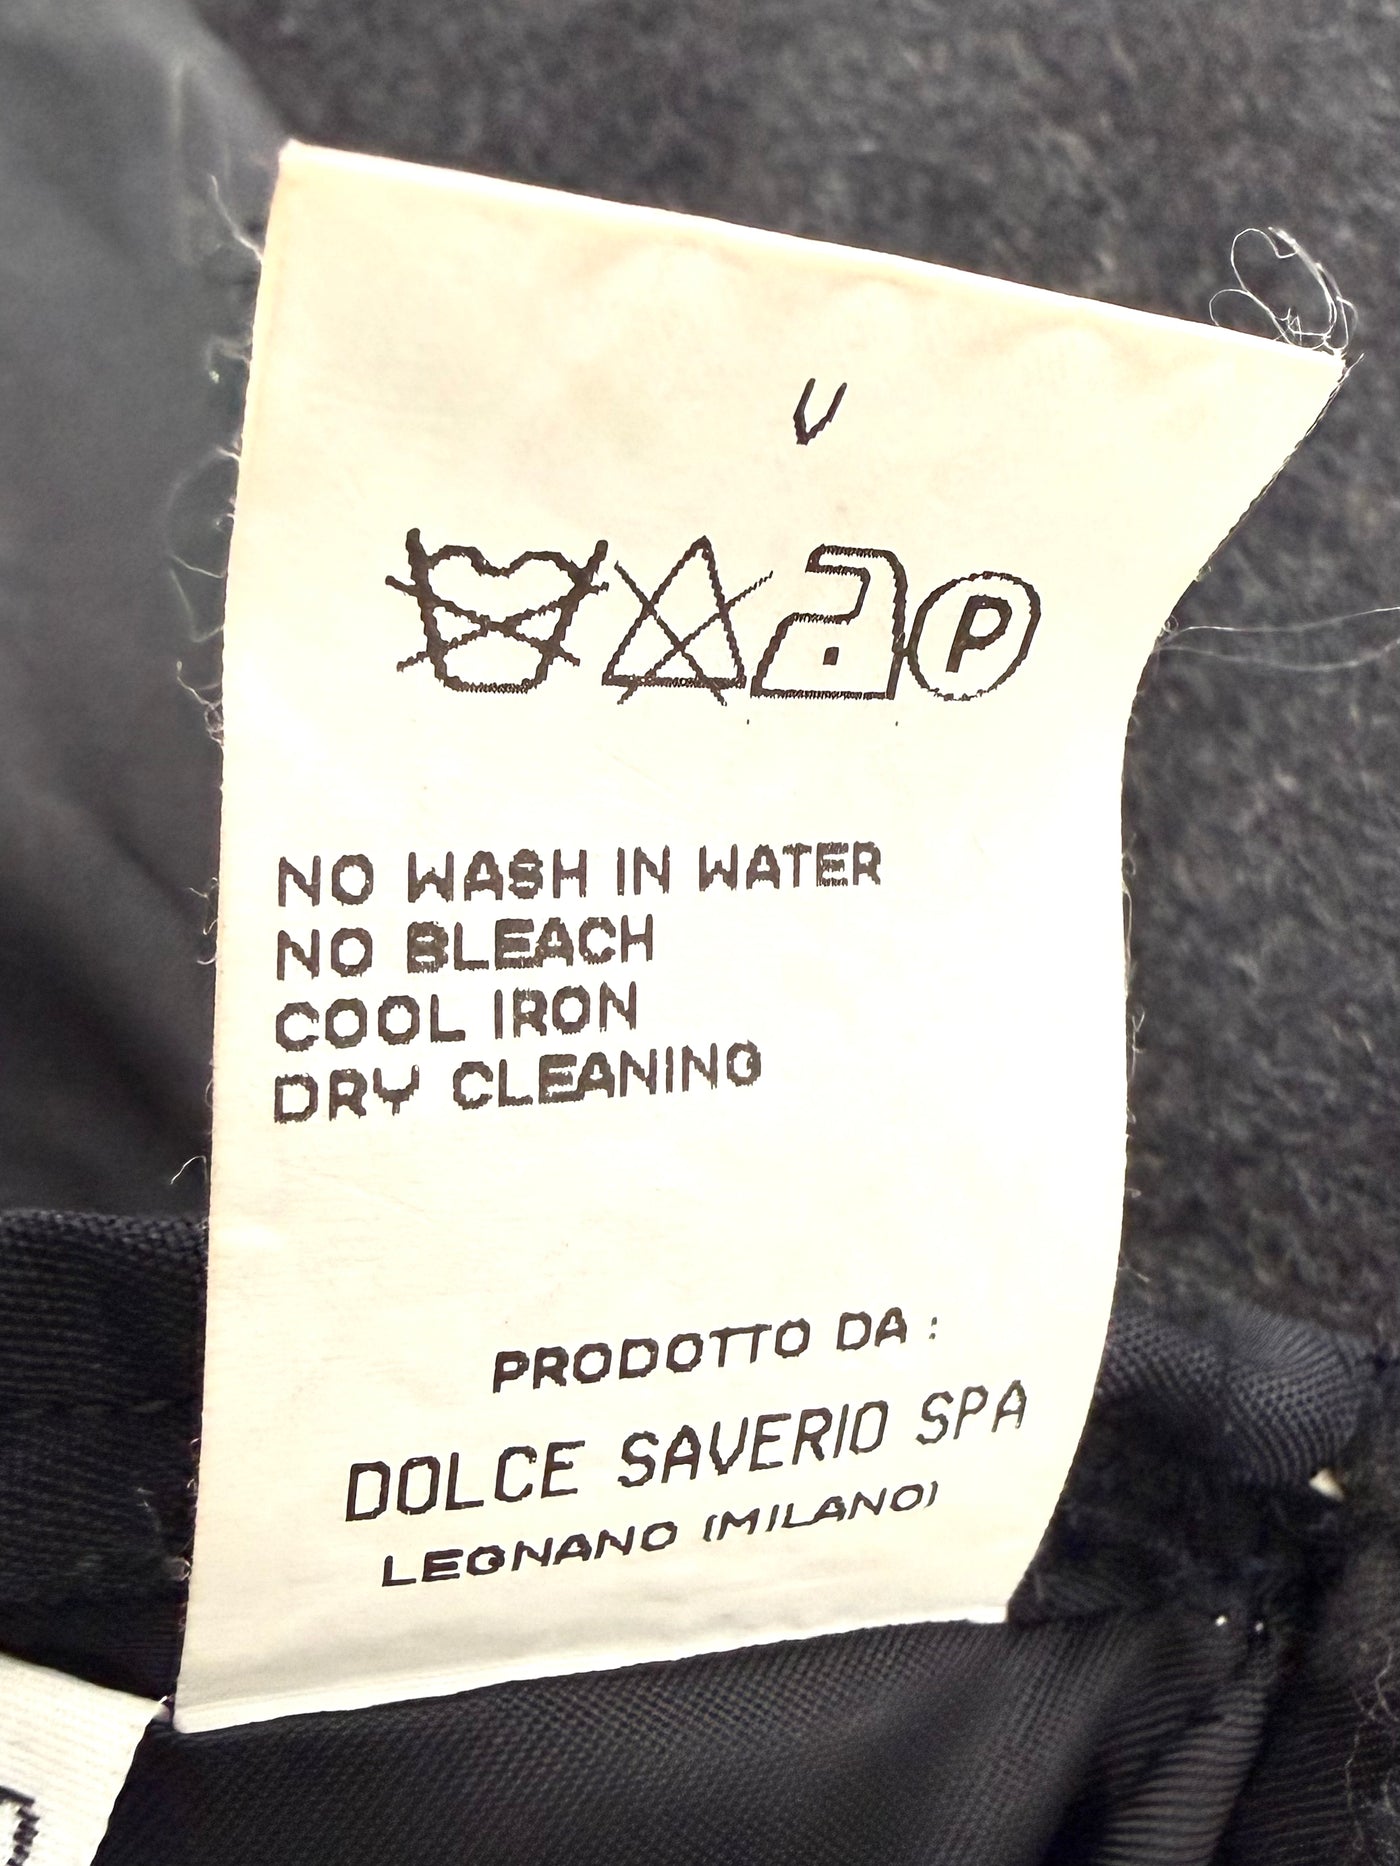 V
P
NO WASH IN WATER
NO BLEACH
COOL IRON
DRY CLEANING
PRODOTTO DA :
DOLCE SAVERIO SPA
LEGNANO (MILANO)